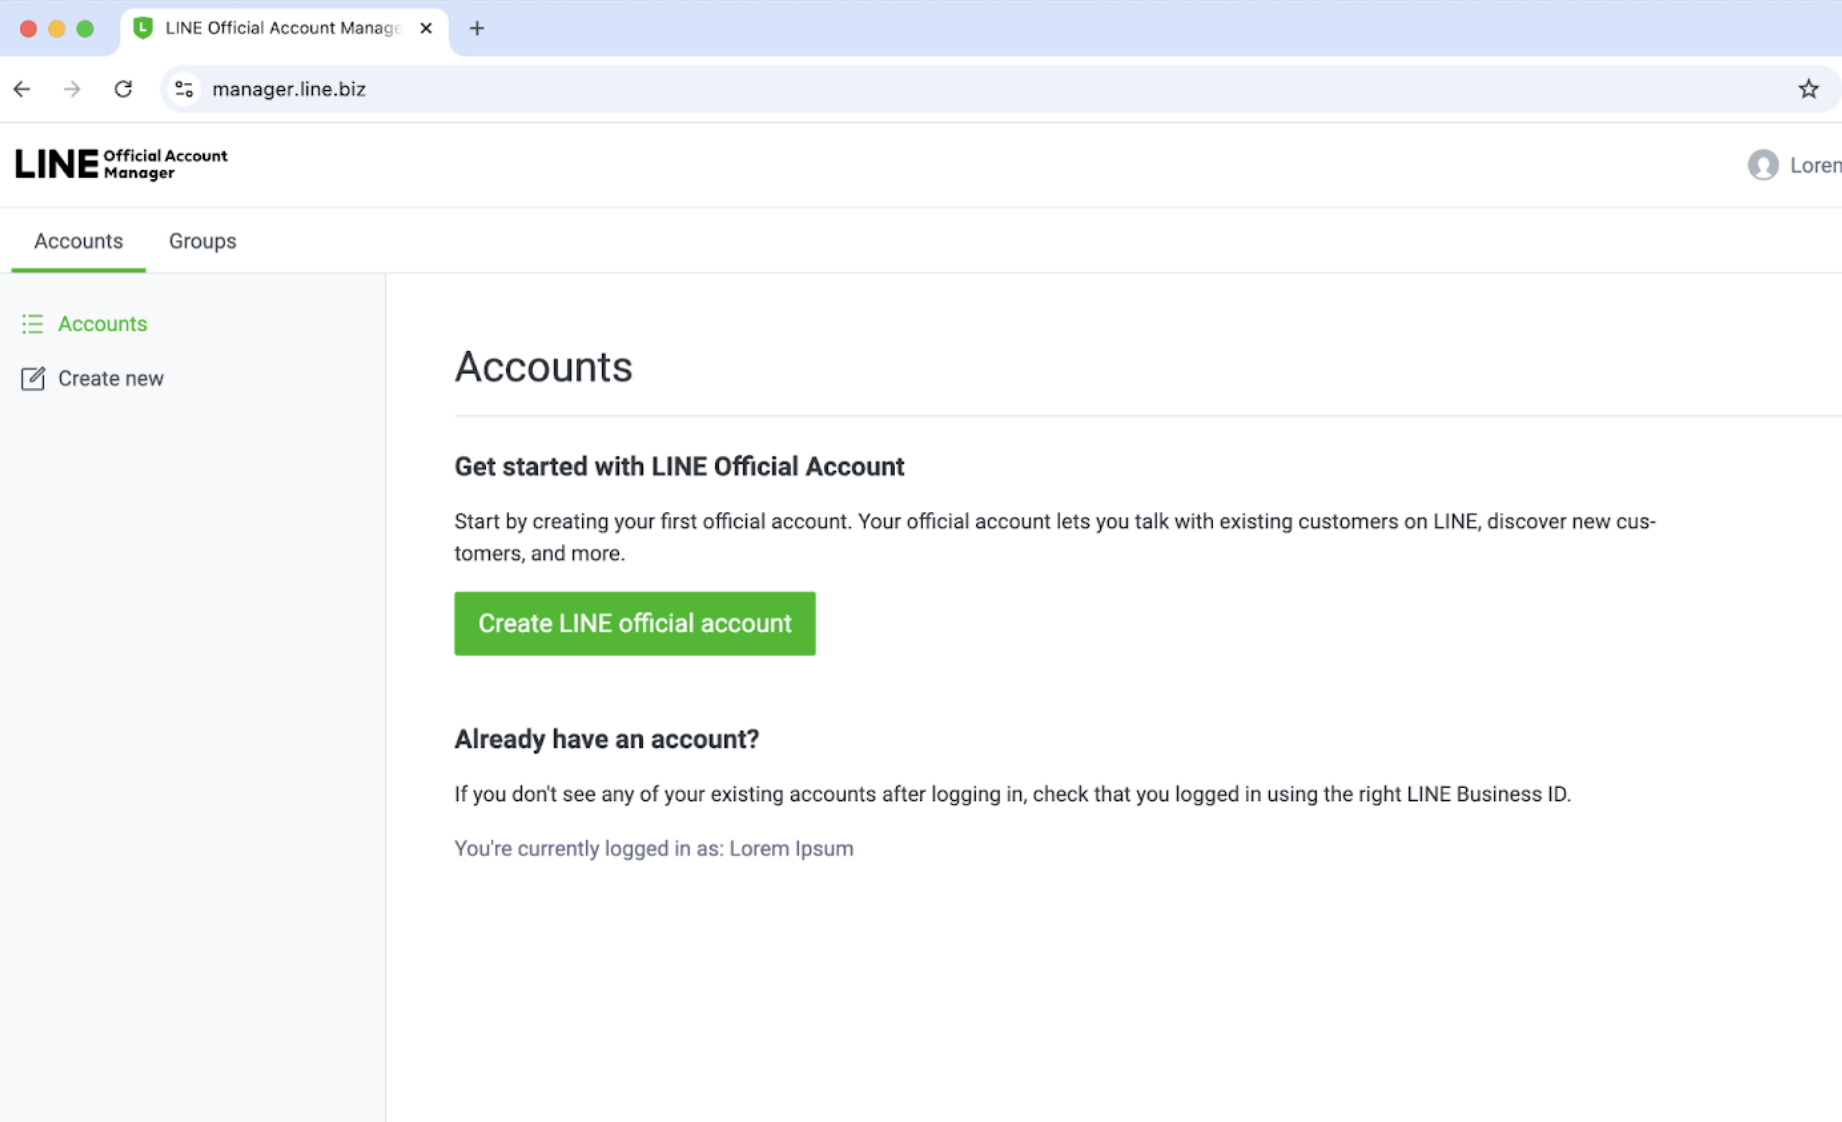 LINE Official Account Manage
manager.line.biz
LINE Official Account
Manager
Loren
Accounts Groups
Accounts
Create new
Accounts
Get started with LINE Official Account
Start by creating your first official account. Your official account lets you talk with existing customers on LINE, discover new cus-
tomers, and more.
Create LINE official account
Already have an account?
If you don't see any of your existing accounts after logging in, check that you logged in using the right LINE Business ID.
You're currently logged in as: Lorem Ipsum